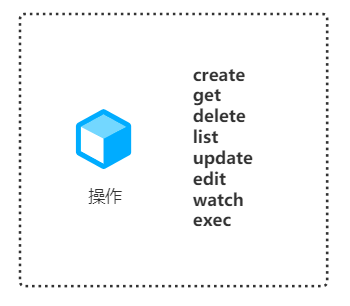 操作
create
get
delete
list
update
edit
watch
exec